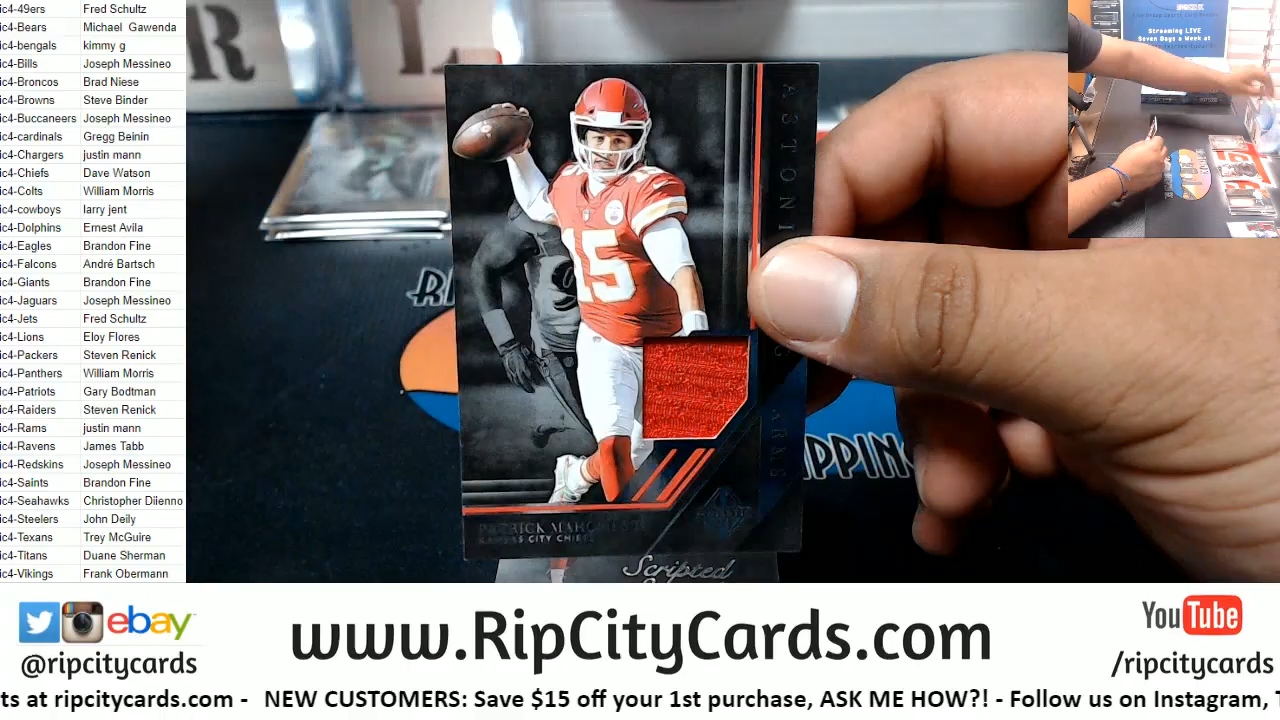 ic4-49ers Fred Schultz
ic4-Bears Michael Gawenda
ic4-bengals kimmy g
ic4-Bills Joseph Messineo
ic4-Broncos Brad Niese
ic4-Browns Steve Binder
ic4-Buccaneers Joseph Messineo
ic4-cardinals Gregg Beinin
ic4-Chargers justin mann
ic4-Chiefs Dave Watson
ic4-Colts William Morris
ic4-cowboys larry jent
ic4-Dolphins Ernest Avila
ic4-Eagles Brandon Fine
ic4-Falcons André Bartsch
ic4-Giants Brandon Fine
ic4-Jaguars Joseph Messineo
ic4-Jets Fred Schultz
ic4-Lions Eloy Flores
ic4-Packers Steven Renick
ic4-Panthers William Morris
ic4-Patriots Gary Bodtman
ic4-Raiders Steven Renick
ic4-Rams justin mann
ic4-Ravens James Tabb
ic4-Redskins Joseph Messineo
ic4-Saints Brandon Fine
ic4-Seahawks Christopher Diienno
ic4-Steelers John Deily
ic4-Texans Trey McGuire
ic4-Titans Duane Sherman
ic4-Vikings Frank Obermann
Streaming LIVE
Seven Days a Week at
ASTONI
ARMS
15
PATRICK MAHOMES
KANSAS CITY CHIEFS
Scripted
RI
IPPING
ebay
@ripcitycards
www.RipCityCards.com
YouTube
/ripcitycards
ts at ripcitycards.com - NEW CUSTOMERS: Save $15 off your 1st purchase, ASK ME HOW?! - Follow us on Instagram, T